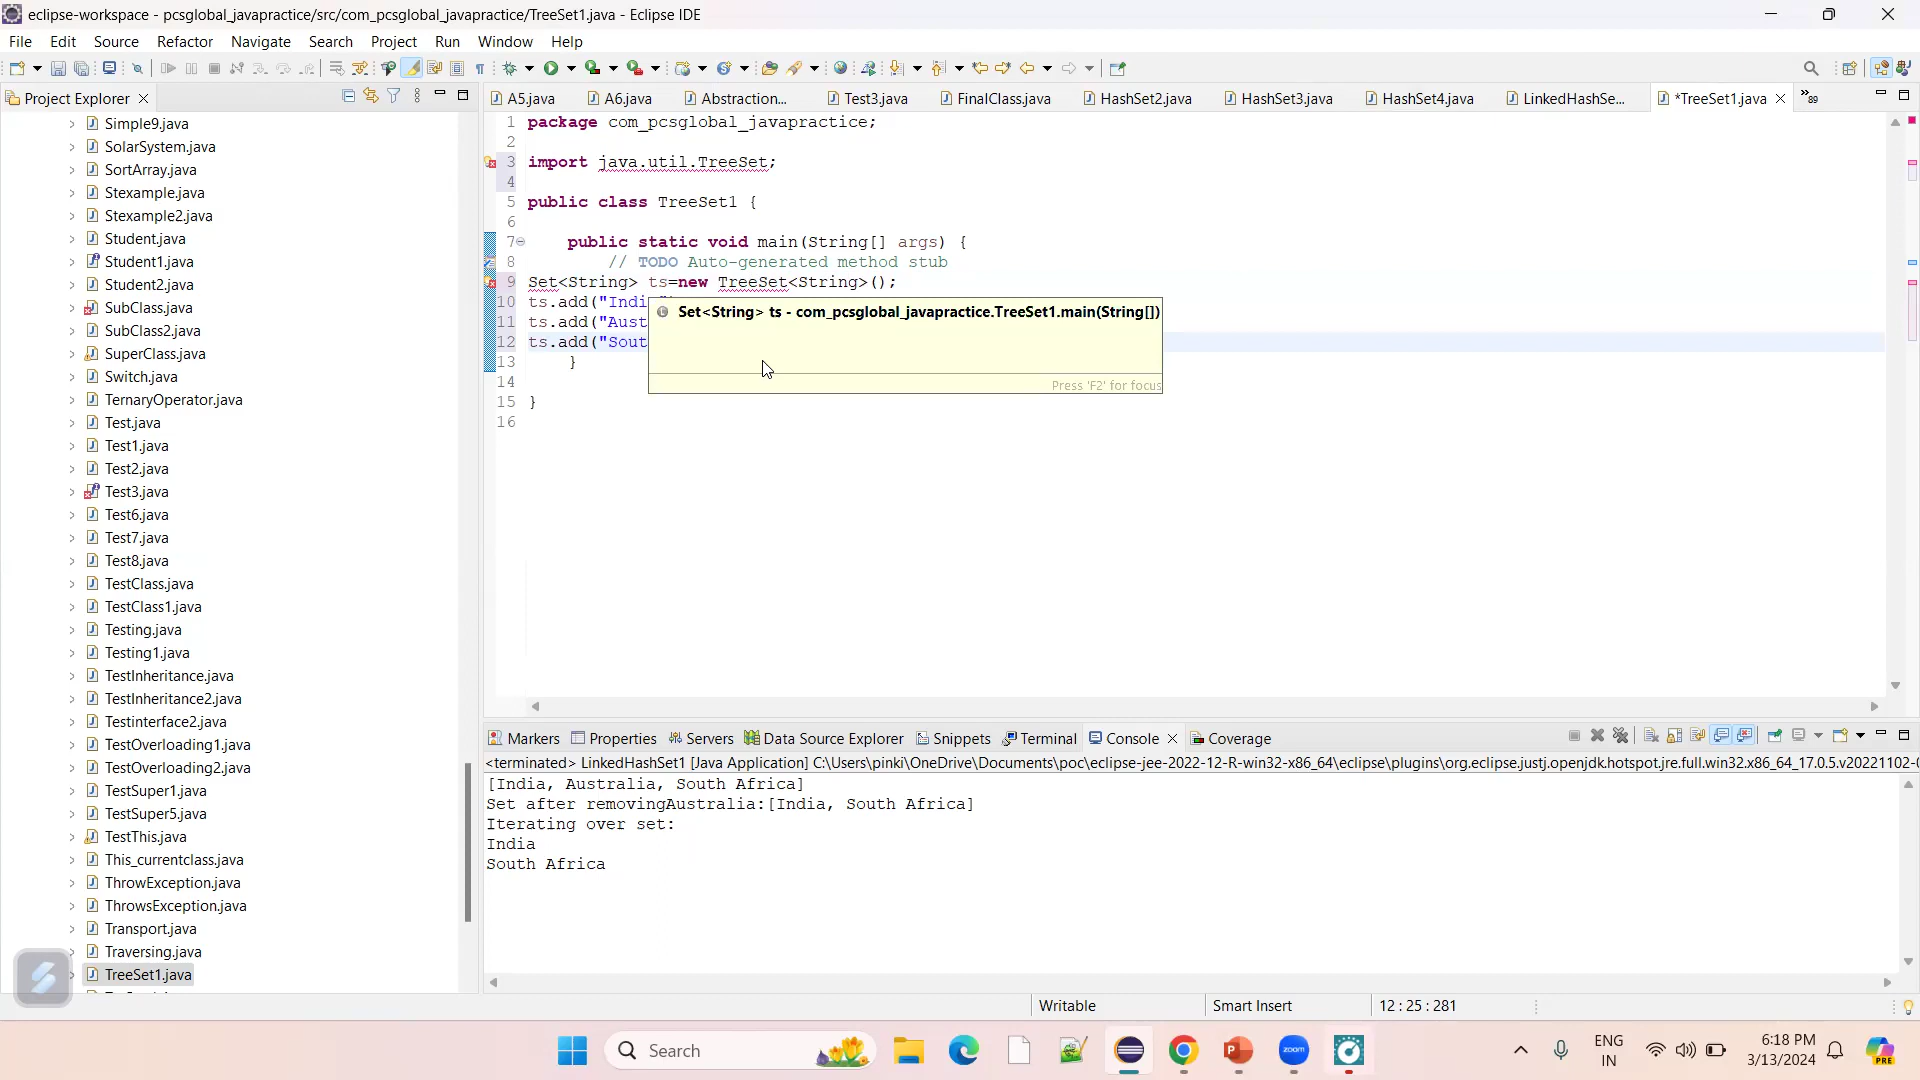 eclipse-workspace - pcsglobal_javapractice/src/com_pcsglobal_javapractice/TreeSet1.java - Eclipse IDE
File Edit Source Refactor Navigate Search Project Run Window Help
Project Explorer
A5.java A6.java Abstraction... Test3.java FinalClass.java HashSet2.java HashSet3.java HashSet4.java LinkedHashSe... *TreeSet1.java »89
Simple9.java
SolarSystem.java
SortArray.java
Stexample.java
Stexample2.java
Student.java
Student1.java
Student2.java
SubClass.java
SubClass2.java
SuperClass.java
Switch.java
TernaryOperator.java
Test.java
Test1.java
Test2.java
Test3.java
Test6.java
Test7.java
Test8.java
TestClass.java
TestClass1.java
Testing.java
Testing1.java
TestInheritance.java
TestInheritance2.java
Testinterface2.java
TestOverloading1.java
TestOverloading2.java
TestSuper1.java
TestSuper5.java
TestThis.java
This_currentclass.java
ThrowException.java
ThrowsException.java
Transport.java
Traversing.java
TreeSet1.java
1 package com_pcsglobal_javapractice;
2
3 import java.util.TreeSet;
4
5 public class TreeSet1 {
6
7 public static void main(String[] args) {
8 // TODO Auto-generated method stub
9 Set<String> ts=new TreeSet<String>();
10 ts.add("Indi
11 ts.add("Aust
12 ts.add("Sout
13 }
14
15 }
16
Set<String> ts - com_pcsglobal_javapractice.TreeSet1.main(String[])
Press 'F2' for focus
Markers Properties Servers Data Source Explorer Snippets Terminal Console Coverage
<terminated> LinkedHashSet1 [Java Application] C:\Users\pinki\OneDrive\Documents\poc\eclipse-jee-2022-12-R-win32-x86_64\eclipse\plugins\org.eclipse.justj.openjdk.hotspot.jre.full.win32.x86_64_17.0.5.v20221102-0
[India, Australia, South Africa]
Set after removingAustralia:[India, South Africa]
Iterating over set:
India
South Africa
Writable Smart Insert 12 : 25 : 281
Search
zoom
ENG
IN
6:18 PM
3/13/2024
PRE